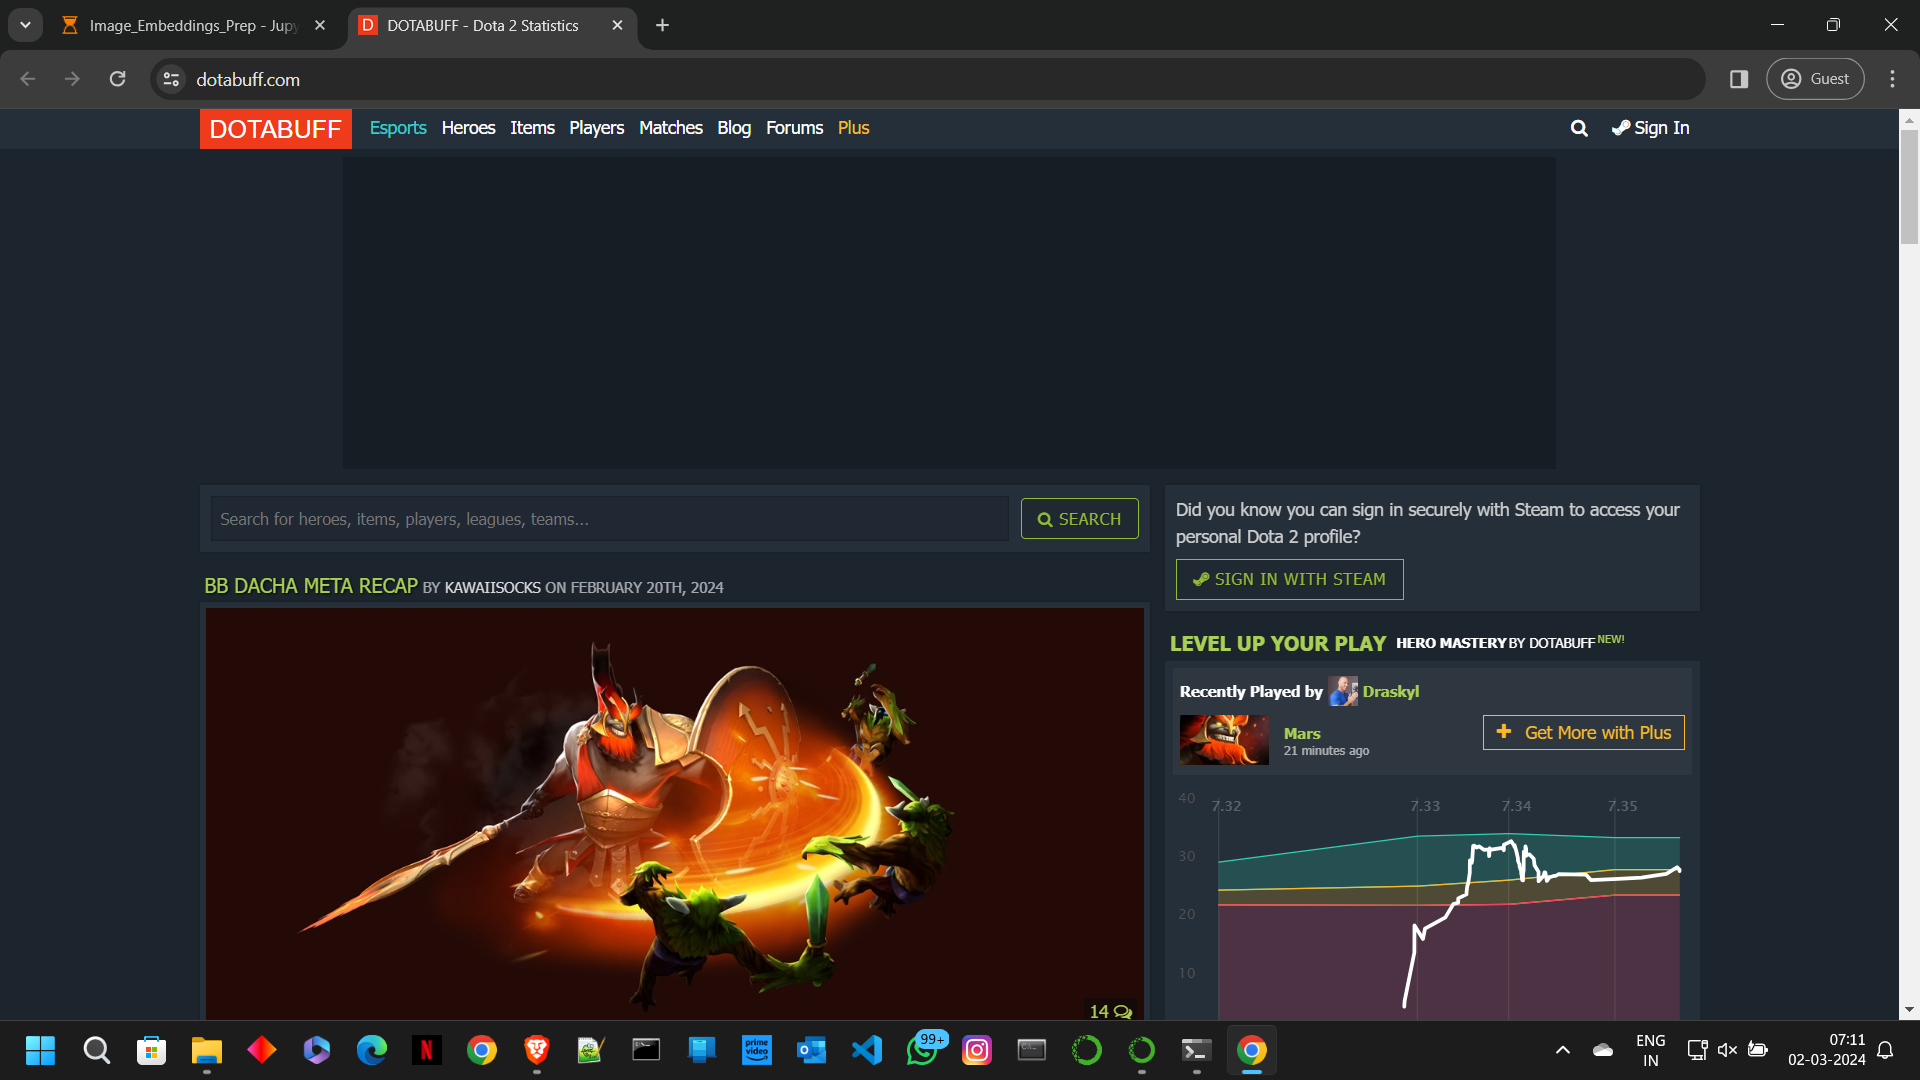 Image_Embeddings_Prep - Jupy
DOTABUFF - Dota 2 Statistics
dotabuff.com
Guest
DOTABUFF Esports Heroes Items Players Matches Blog Forums Plus Sign In
Search for heroes, items, players, leagues, teams...
SEARCH
BB DACHA META RECAP BY KAWAIISOCKS ON FEBRUARY 20TH, 2024
14
Did you know you can sign in securely with Steam to access your
personal Dota 2 profile?
SIGN IN WITH STEAM
LEVEL UP YOUR PLAY HERO MASTERY BY DOTABUFF NEW!
Recently Played by Draskyl
Mars
21 minutes ago
Get More with Plus
40
7.32 7.33 7.34 7.35
30
20
10
prime video
99+
ENG
IN
07:11
02-03-2024